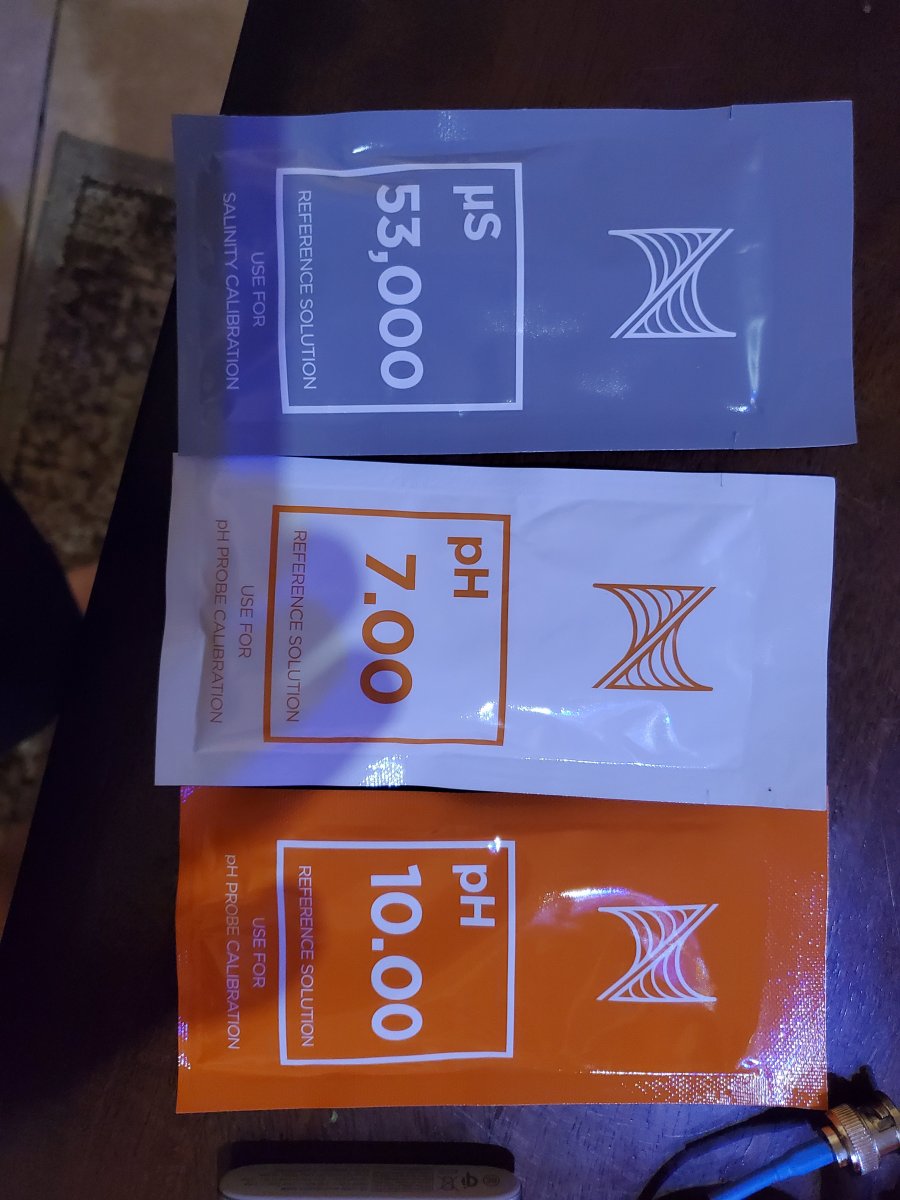 µS
53,000
REFERENCE SOLUTION
USE FOR
SALINITY CALIBRATION
pH
7.00
REFERENCE SOLUTION
USE FOR
pH PROBE CALIBRATION
pH
10.00
REFERENCE SOLUTION
USE FOR
pH PROBE CALIBRATION